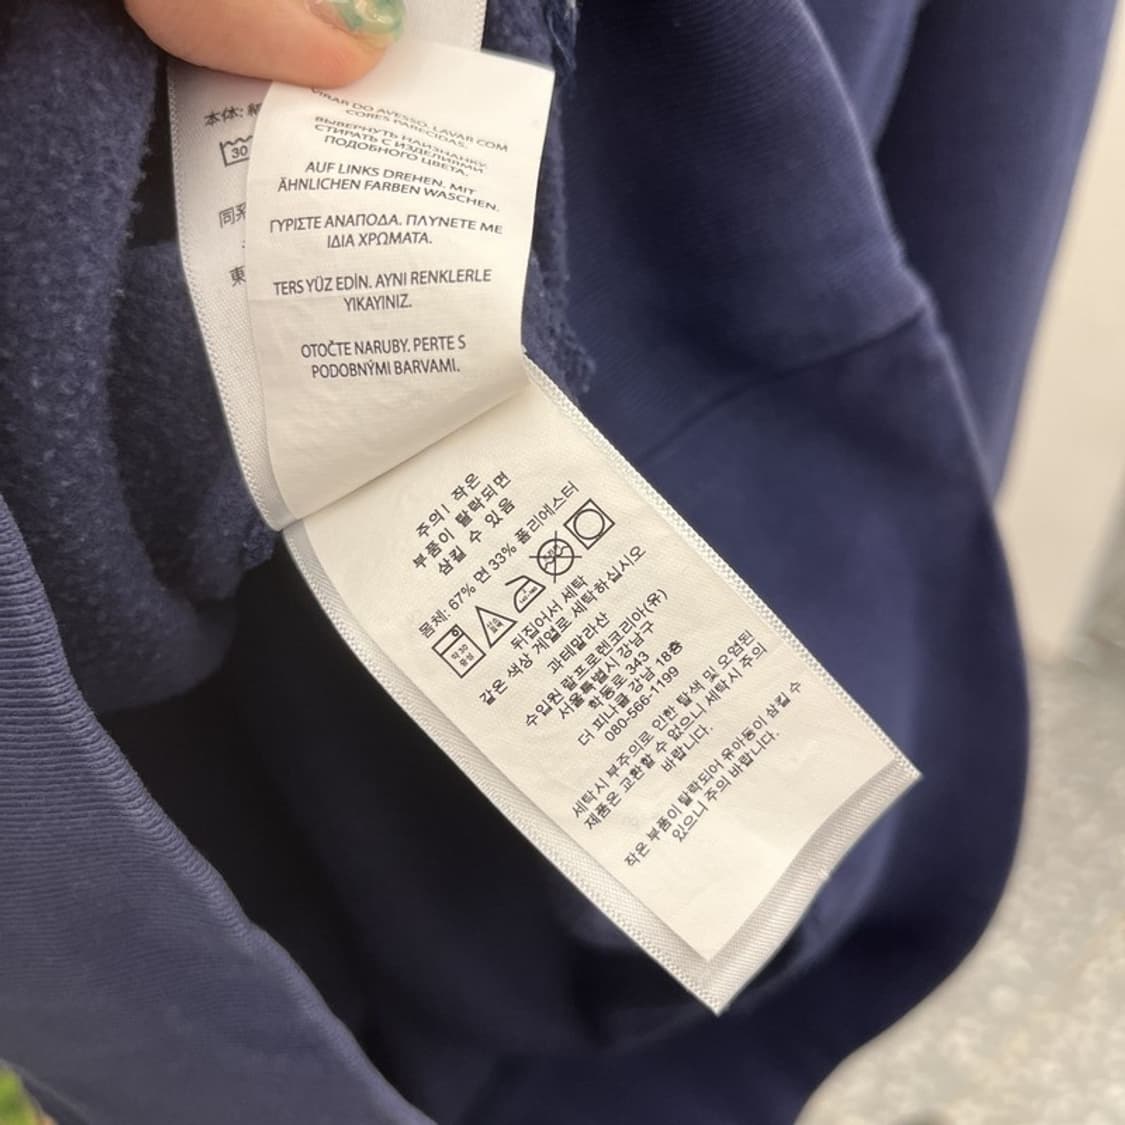 本体:
30
同系
東
VIRAR DO AVESSO. LAVAR COM
CORES PARECIDAS.
ВЫВЕРНУТЬ НАИЗНАНКУ.
СТИРАТЬ С ИЗДЕЛИЯМИ
ПОДОБНОГО ЦВЕТА.
AUF LINKS DREHEN. MIT
ÄHNLICHEN FARBEN WASCHEN.
ΓΥΡΙΣΤΕ ΑΝΑΠΟΔΑ. ΠΛΥΝΕΤΕ ΜΕ
ΙΔΙΑ ΧΡΩΜΑΤΑ.
TERS YÜZ EDİN. AYNI RENKLERLE
YIKAYINIZ.
OTOČTE NARUBY. PERTE S
PODOBNÝMI BARVAMI.
주의! 작은
부품이 탈락되면
삼킬 수 있음
몸체: 67% 면 33% 폴리에스터
약30
중성
뒤집어서 세탁
같은 색상 계열로 세탁하십시오
과테말라산
수입원 랄프로렌코리아(유)
서울특별시 강남구
학동로 343
더 피나클 강남 18층
080-566-1199
세탁시 부주의로 인한 탈색 및 오염된
제품은 교환할 수 없으니 세탁시 주의
바랍니다.
작은 부품이 탈락되어 유아동이 삼킬 수
있으니 주의 바랍니다.